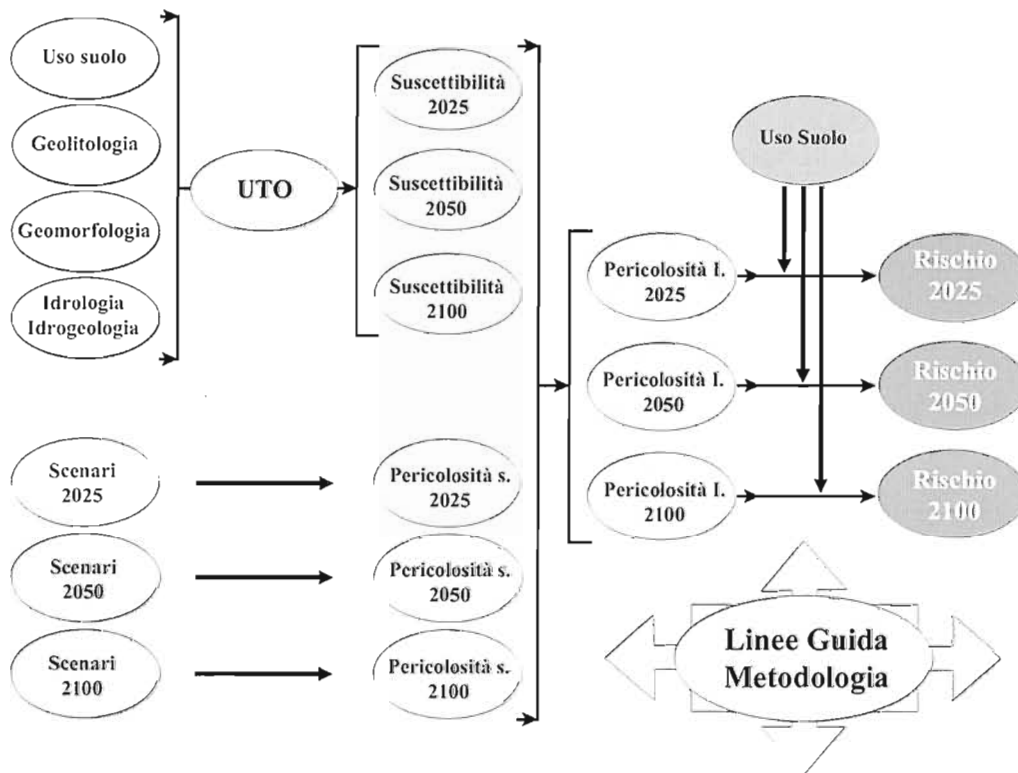 Uso suolo
Geolitologia
Geomorfologia
Idrologia
Idrogeologia
UTO
Suscettibilità
2025
Suscettibilità
2050
Suscettibilità
2100
Scenari
2025
Scenari
2050
Scenari
2100
Pericolosità s.
2025
Pericolosità s.
2050
Pericolosità s.
2100
Uso Suolo
Pericolosità I.
2025
Pericolosità I.
2050
Pericolosità I.
2100
Rischio
2025
Rischio
2050
Rischio
2100
Linee Guida
Metodologia